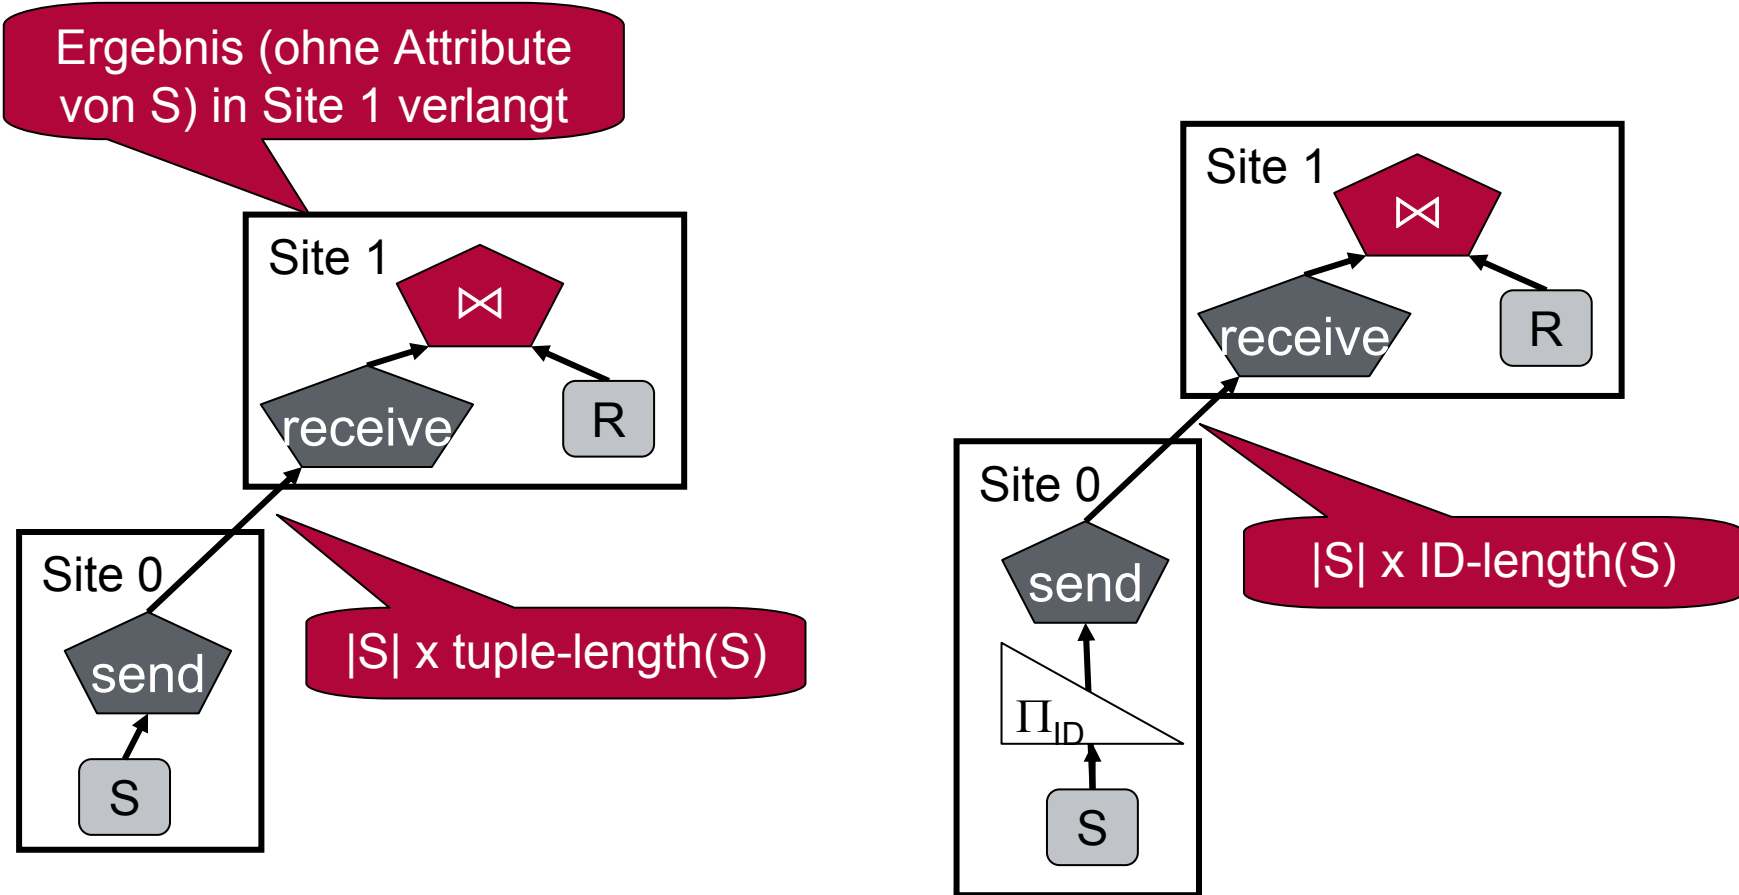 Ergebnis (ohne Attribute
von S) in Site 1 verlangt
Site 1
⋈
receive
R
Site 0
send
S
|S| x tuple-length(S)
Site 1
⋈
receive
R
Site 0
send
Π_ID
S
|S| x ID-length(S)